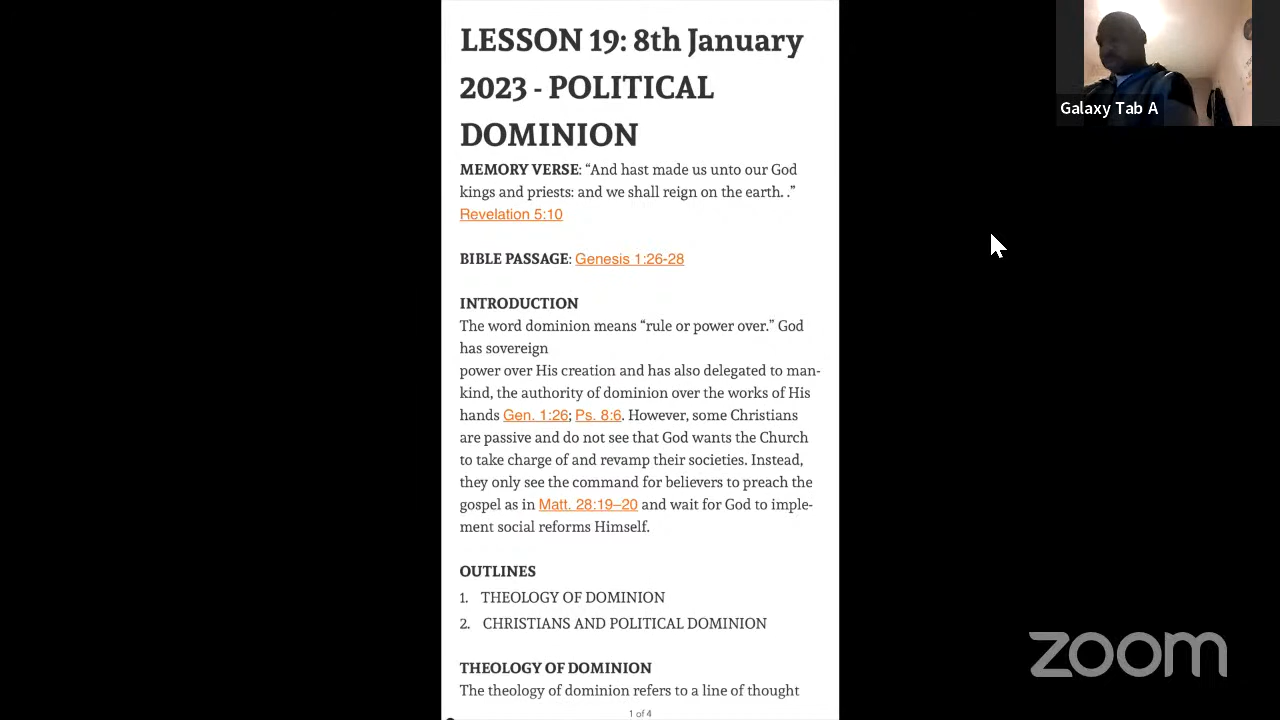 LESSON 19: 8th January
2023 - POLITICAL
DOMINION
MEMORY VERSE: “And hast made us unto our God
kings and priests: and we shall reign on the earth. .”
Revelation 5:10
BIBLE PASSAGE: Genesis 1:26-28
INTRODUCTION
The word dominion means “rule or power over.” God
has sovereign
power over His creation and has also delegated to man-
kind, the authority of dominion over the works of His
hands Gen. 1:26; Ps. 8:6. However, some Christians
are passive and do not see that God wants the Church
to take charge of and revamp their societies. Instead,
they only see the command for believers to preach the
gospel as in Matt. 28:19–20 and wait for God to imple-
ment social reforms Himself.
OUTLINES
1. THEOLOGY OF DOMINION
2. CHRISTIANS AND POLITICAL DOMINION
THEOLOGY OF DOMINION
The theology of dominion refers to a line of thought
1 of 4
Galaxy Tab A
zoom